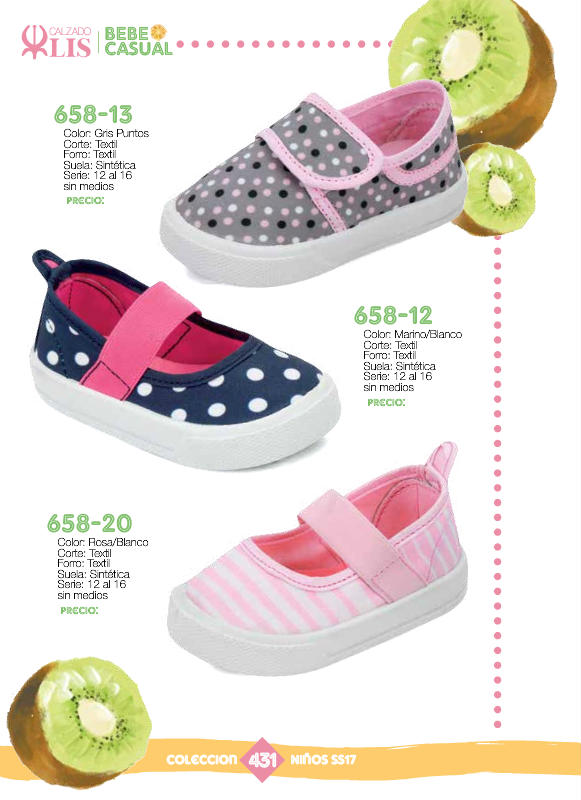 CALZADO
LIS
BEBE
CASUAL
658-13
Color: Gris Puntos
Corte: Textil
Forro: Textil
Suela: Sintética
Serie: 12 al 16
sin medios
PRECIO:
658-12
Color: Marino/Blanco
Corte: Textil
Forro: Textil
Suela: Sintética
Serie: 12 al 16
sin medios
PRECIO:
658-20
Color: Rosa/Blanco
Corte: Textil
Forro: Textil
Suela: Sintética
Serie: 12 al 16
sin medios
PRECIO:
COLECCION 431 NIÑOS SS17